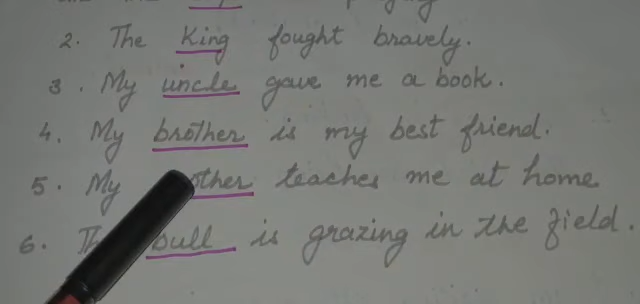 2. The King fought bravely.
3. My uncle gave me a book.
4. My brother is my best friend.
5. My other teaches me at home
6. bull is grazing in the field.